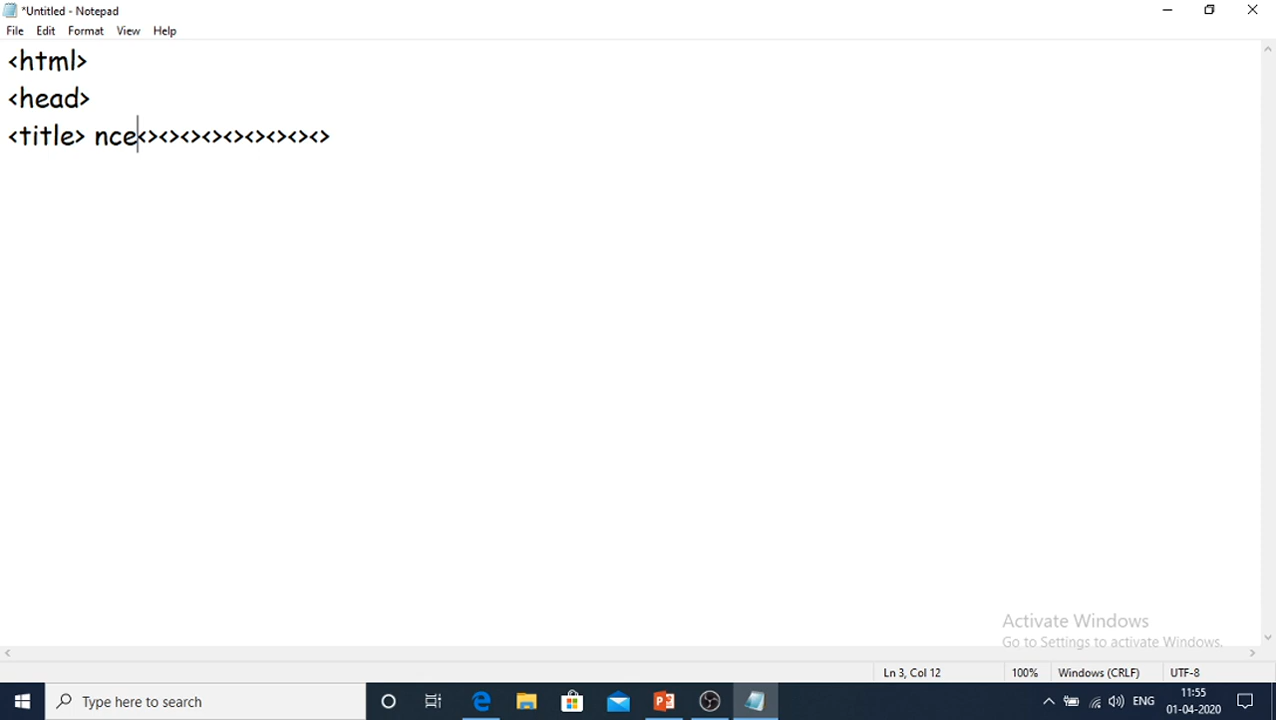 *Untitled - Notepad
File Edit Format View Help
<html>
<head>
<title> nce<><><><><><><><><>
Activate Windows
Go to Settings to activate Windows.
Ln 3, Col 12 100% Windows (CRLF) UTF-8
Type here to search
ENG
11:55
01-04-2020